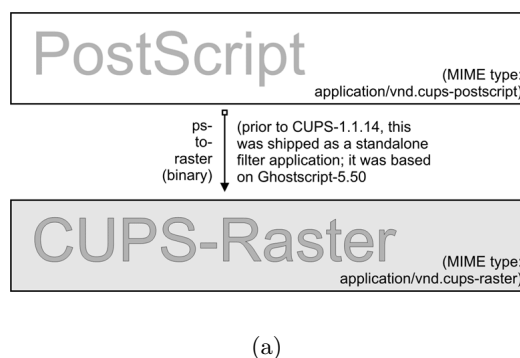 PostScript
(MIME type:
application/vnd.cups-postscript)
ps-
to-
raster
(binary)
(prior to CUPS-1.1.14, this
was shipped as a standalone
filter application; it was based
on Ghostscript-5.50
CUPS-Raster
(MIME type:
application/vnd.cups-raster)
(a)